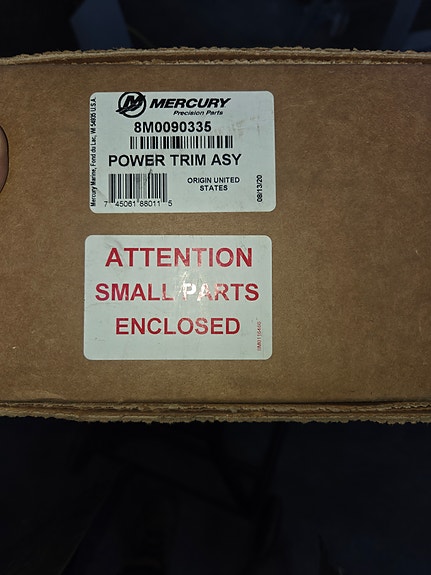 MERCURY
Precision Parts
8M0090335
POWER TRIM ASY
ORIGIN UNITED
STATES
7 45061 88011 5
08/13/20
Mercury Marine, Fond du Lac, WI 54935 U.S.A.
ATTENTION
SMALL PARTS
ENCLOSED